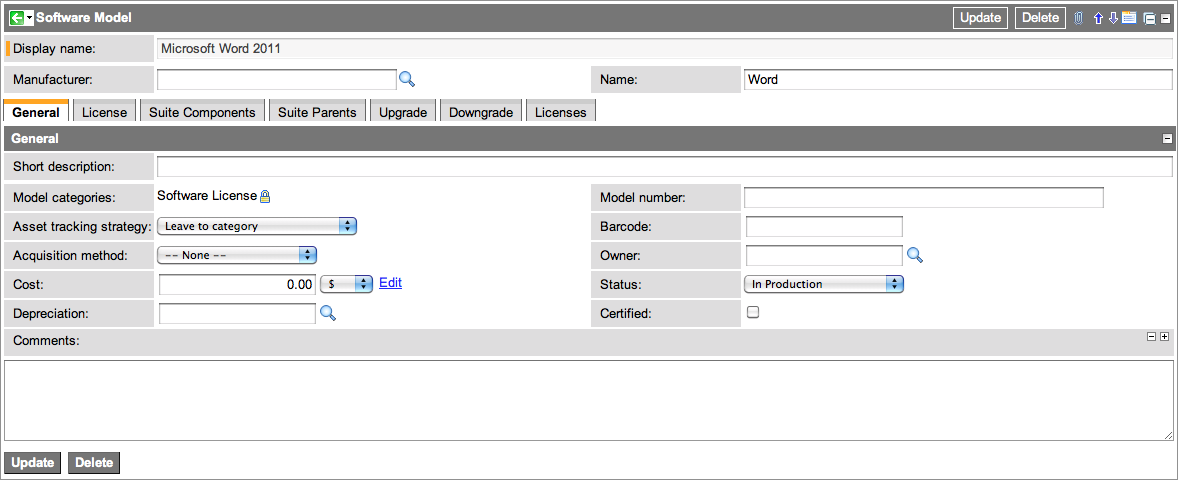 Software Model Update Delete
Display name: Microsoft Word 2011
Manufacturer: Name: Word
General License Suite Components Suite Parents Upgrade Downgrade Licenses
General
Short description:
Model categories: Software License Model number:
Asset tracking strategy: Leave to category Barcode:
Acquisition method: -- None -- Owner:
Cost: 0.00 $ Edit Status: In Production
Depreciation: Certified:
Comments:
Update Delete